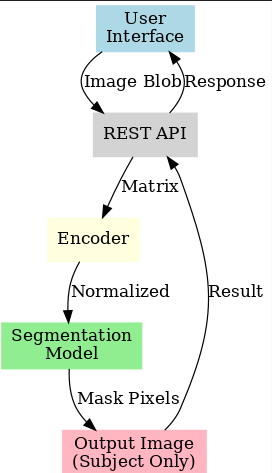 User
Interface
Image Blob
Response
REST API
Matrix
Encoder
Normalized
Segmentation
Model
Result
Mask Pixels
Output Image
(Subject Only)